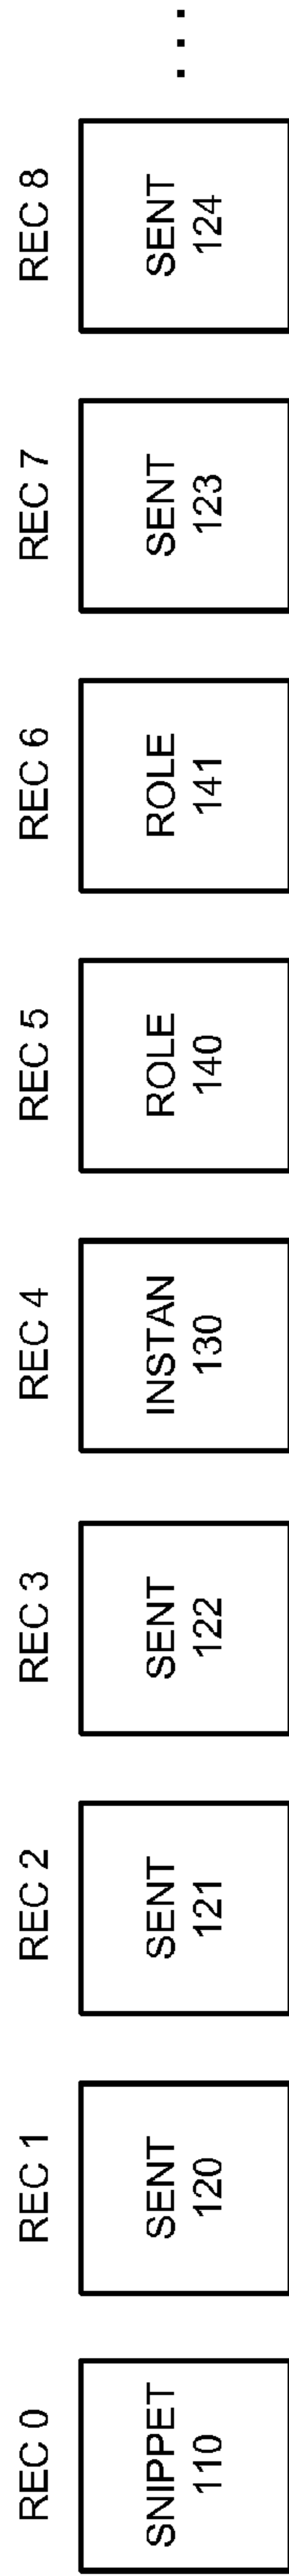 REC 0
SNIPPET
110
REC 1
SENT
120
REC 2
SENT
121
REC 3
SENT
122
REC 4
INSTAN
130
REC 5
ROLE
140
REC 6
ROLE
141
REC 7
SENT
123
REC 8
SENT
124
. . .